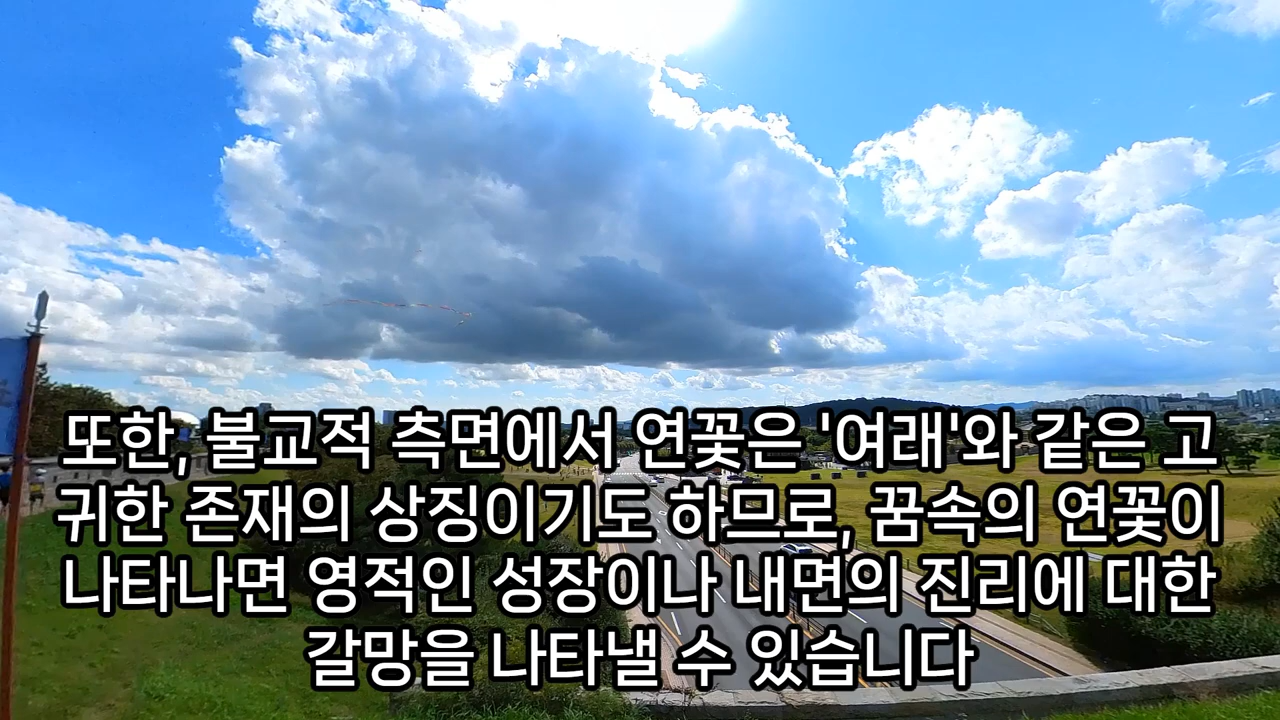 또한, 불교적 측면에서 연꽃은 '여래'와 같은 고
귀한 존재의 상징이기도 하므로, 꿈속의 연꽃이
나타나면 영적인 성장이나 내면의 진리에 대한
갈망을 나타낼 수 있습니다